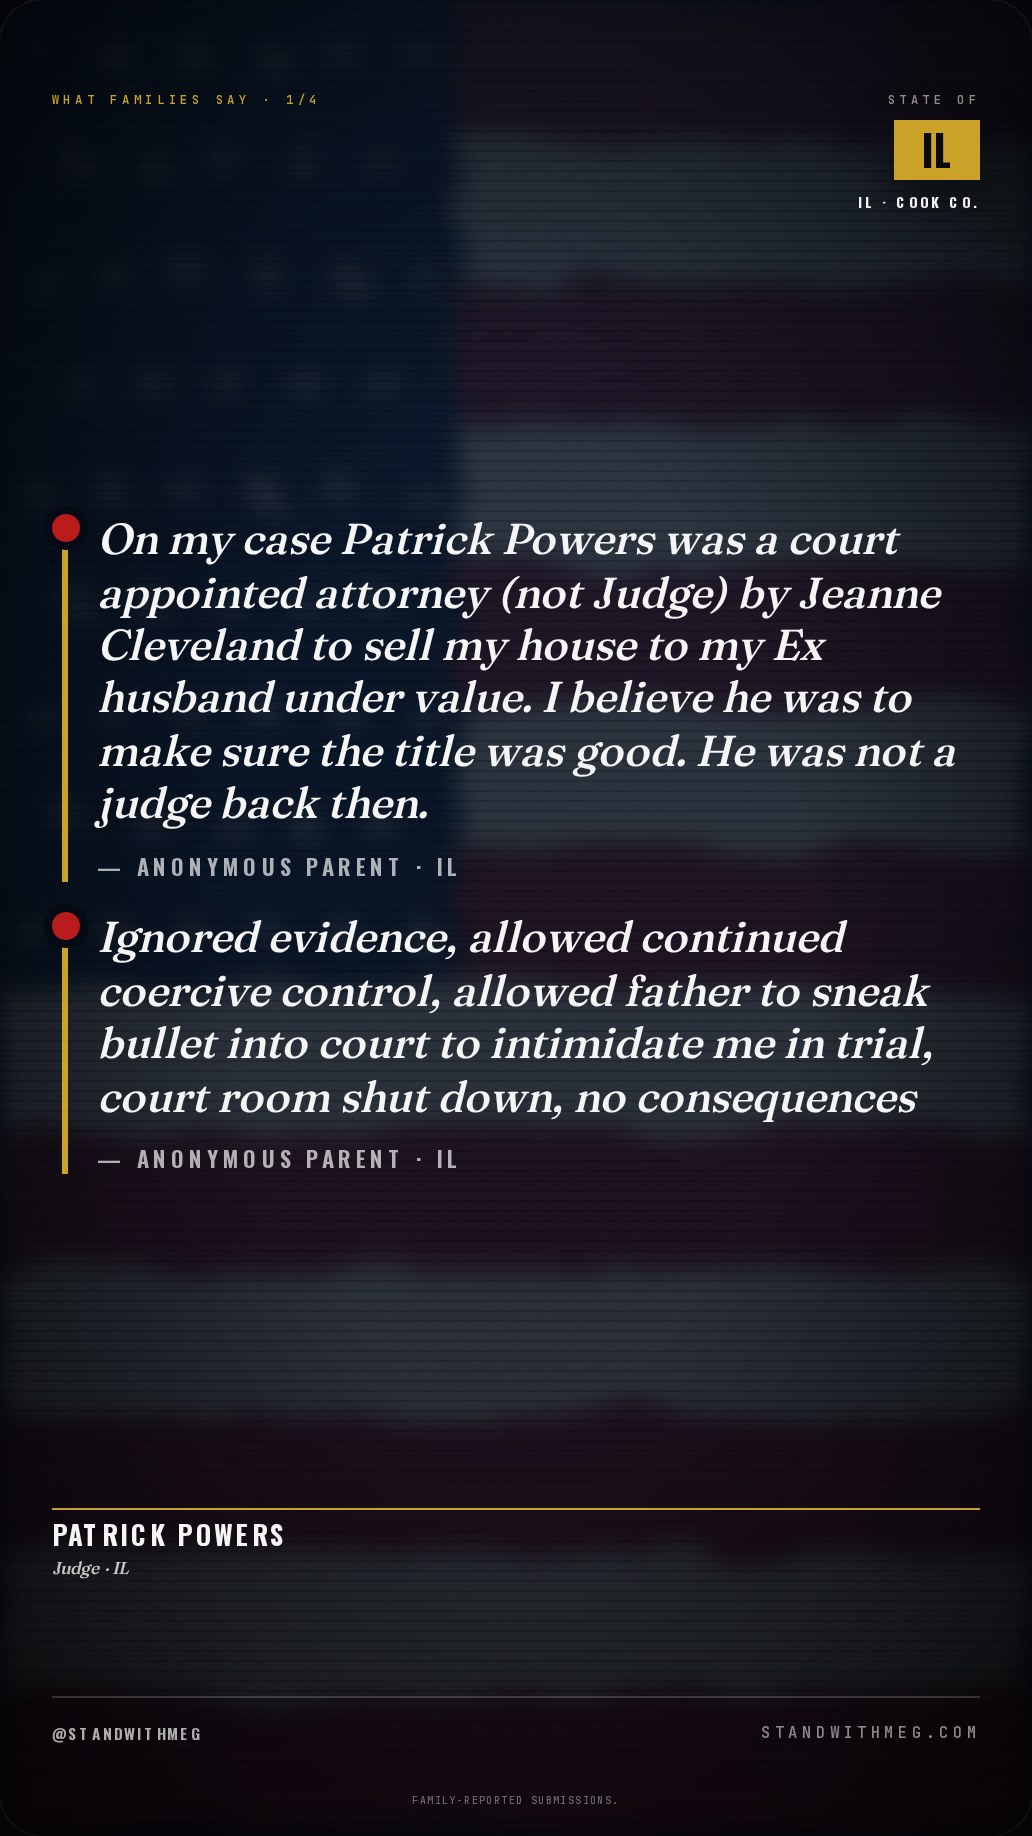 WHAT FAMILIES SAY · 1/4
STATE OF
IL
IL · COOK CO.
On my case Patrick Powers was a court
appointed attorney (not Judge) by Jeanne
Cleveland to sell my house to my Ex
husband under value. I believe he was to
make sure the title was good. He was not a
judge back then.
— ANONYMOUS PARENT · IL
Ignored evidence, allowed continued
coercive control, allowed father to sneak
bullet into court to intimidate me in trial,
court room shut down, no consequences
— ANONYMOUS PARENT · IL
PATRICK POWERS
Judge · IL
@STANDWITHMEG
STANDWITHMEG.COM
FAMILY-REPORTED SUBMISSIONS.